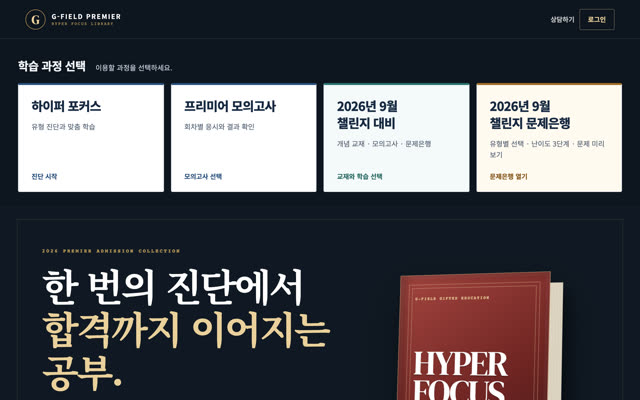 G
G-FIELD PREMIER
HYPER FOCUS LIBRARY
상담하기
로그인
학습 과정 선택
이용할 과정을 선택하세요.
하이퍼 포커스
유형 진단과 맞춤 학습
진단 시작
프리미어 모의고사
회차별 응시와 결과 확인
모의고사 선택
2026년 9월
챌린지 대비
개념 교재 · 모의고사 · 문제은행
교재와 학습 선택
2026년 9월
챌린지 문제은행
유형별 선택 · 난이도 3단계 · 문제 미리
보기
문제은행 열기
2026 PREMIER ADMISSION COLLECTION
한 번의 진단에서
합격까지 이어지는
공부.
G-FIELD GIFTED EDUCATION
HYPER
FOCUS